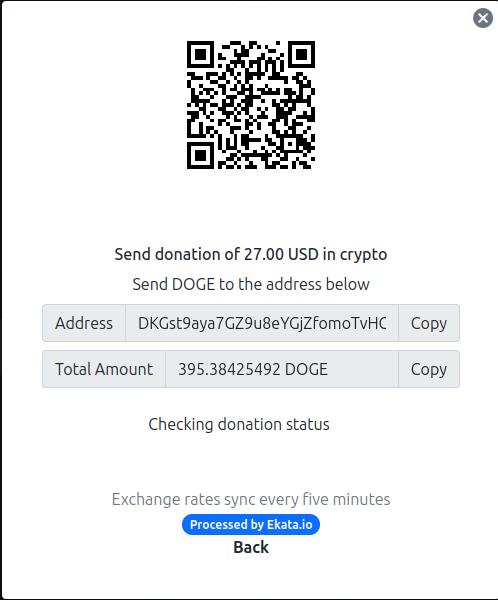 Send donation of 27.00 USD in crypto
Send DOGE to the address below
Address DKGst9aya7GZ9u8eYGjZfomoTvHC Copy
Total Amount 395.38425492 DOGE Copy
Checking donation status
Exchange rates sync every five minutes
Processed by Ekata.io
Back